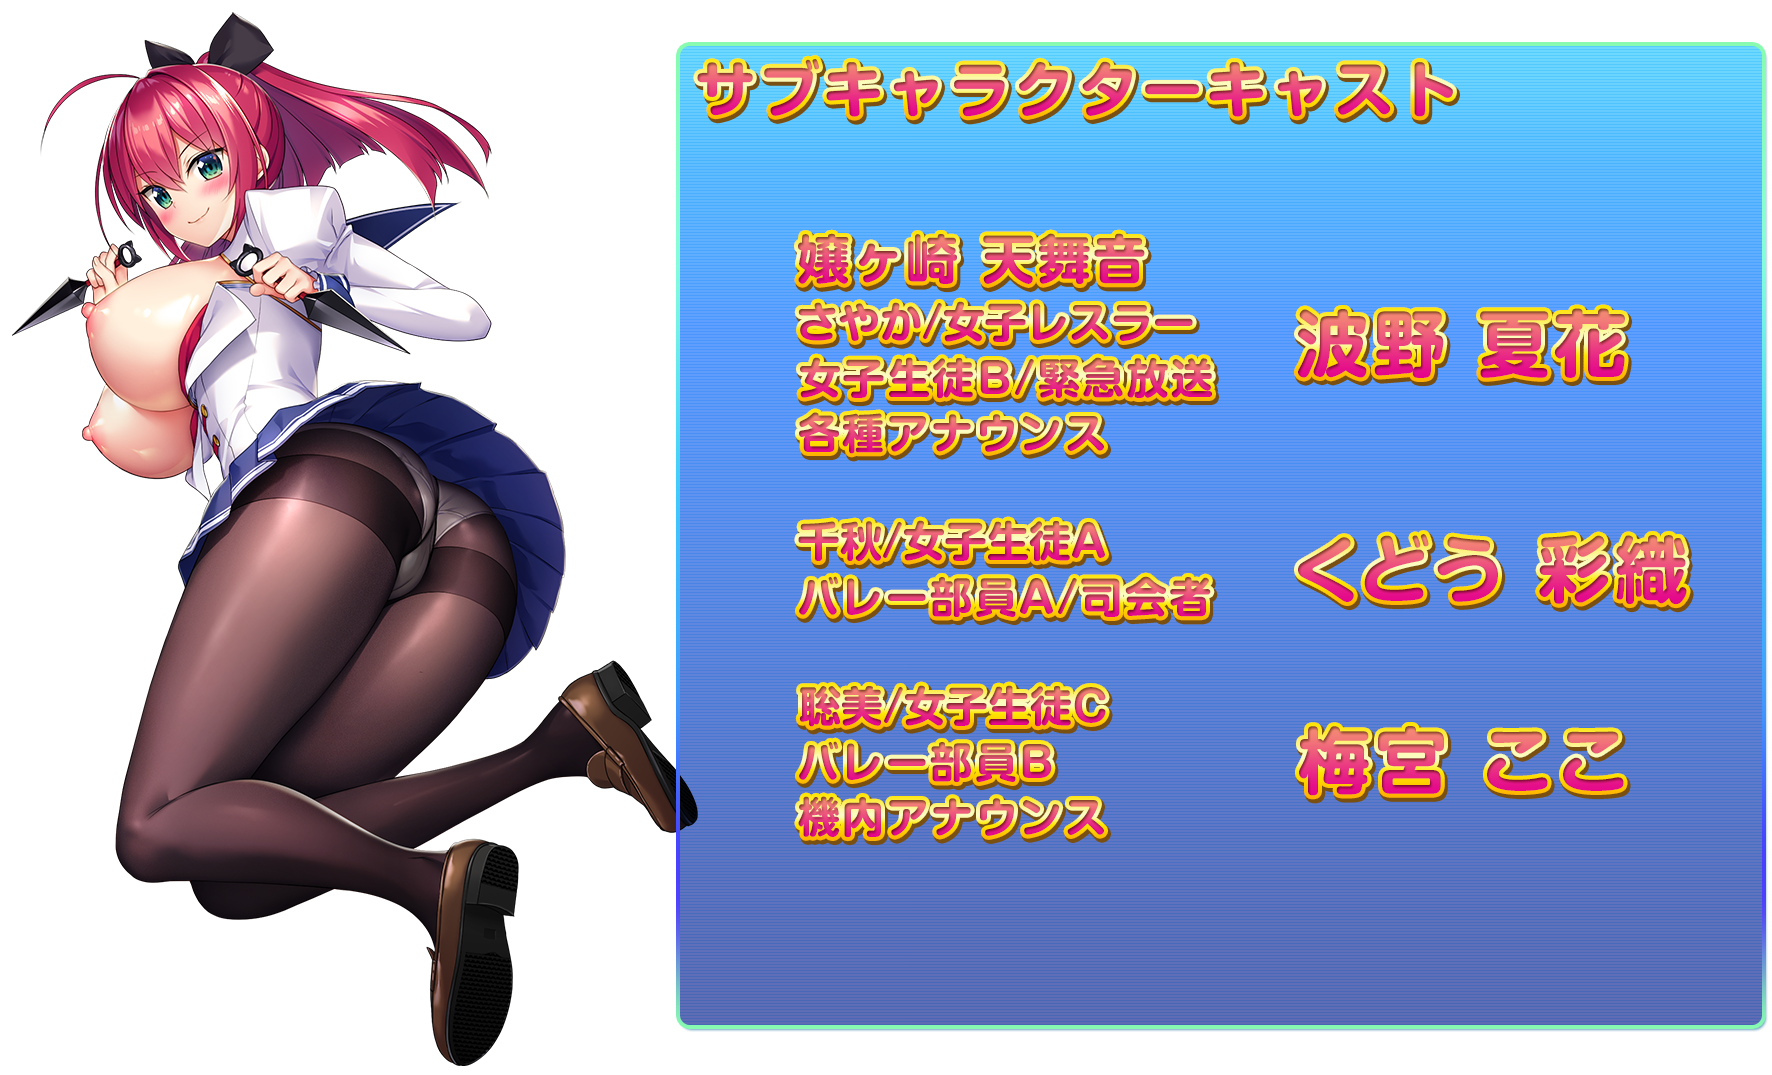 サブキャラクターキャスト
嬢ヶ崎 天舞音
さやか/女子レスラー
女子生徒B/緊急放送
各種アナウンス
波野 夏花
千秋/女子生徒A
バレー部員A/司会者
くどう 彩織
聡美/女子生徒C
バレー部員B
機内アナウンス
梅宮 ここ